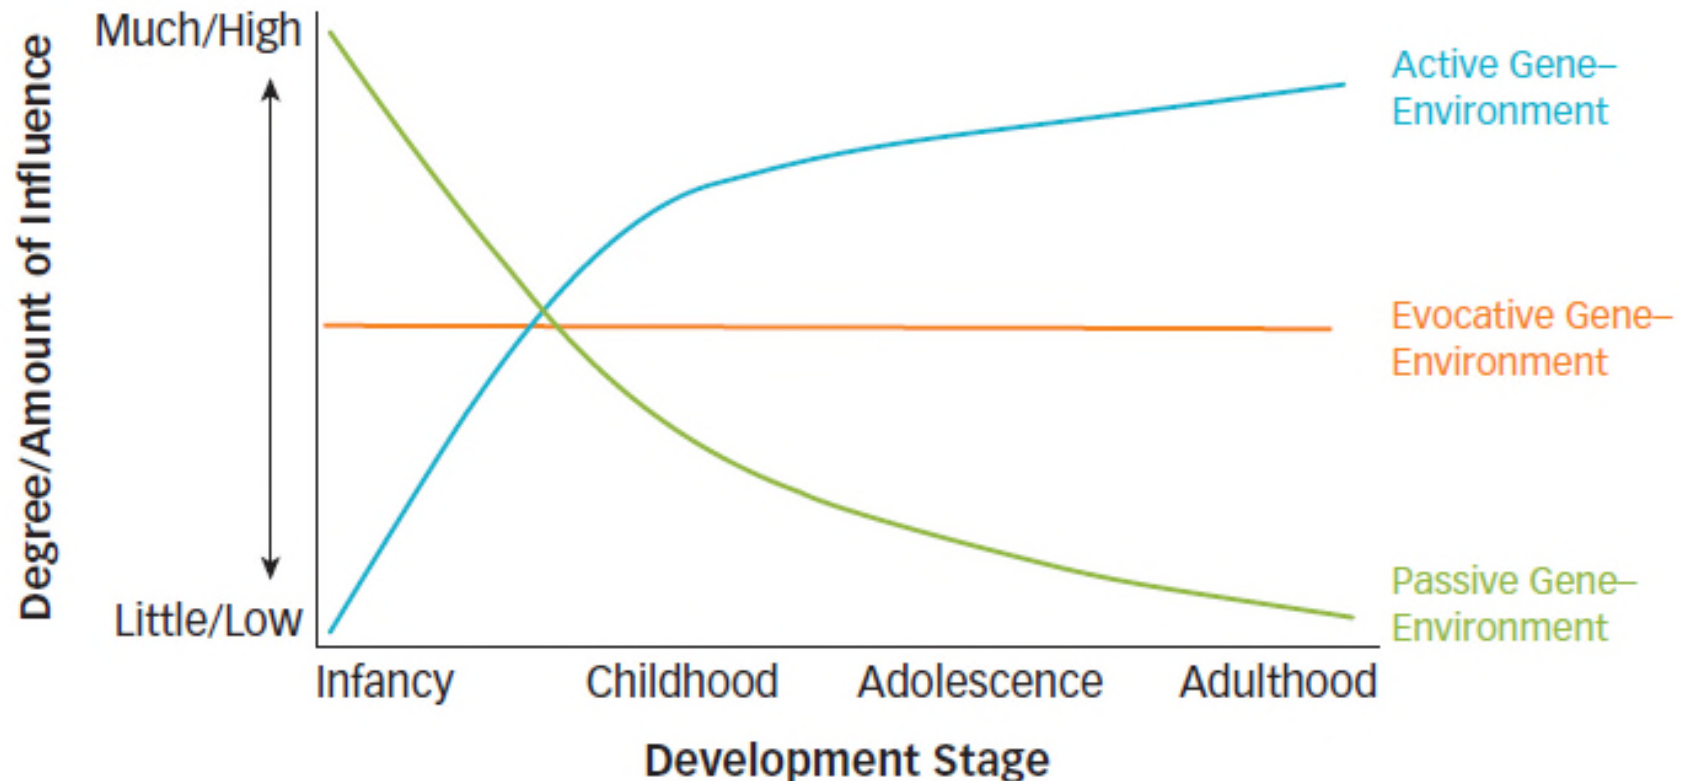 Degree/Amount of Influence
Much/High
Little/Low
Active Gene–
Environment
Evocative Gene–
Environment
Passive Gene–
Environment
Infancy
Childhood
Adolescence
Adulthood
Development Stage